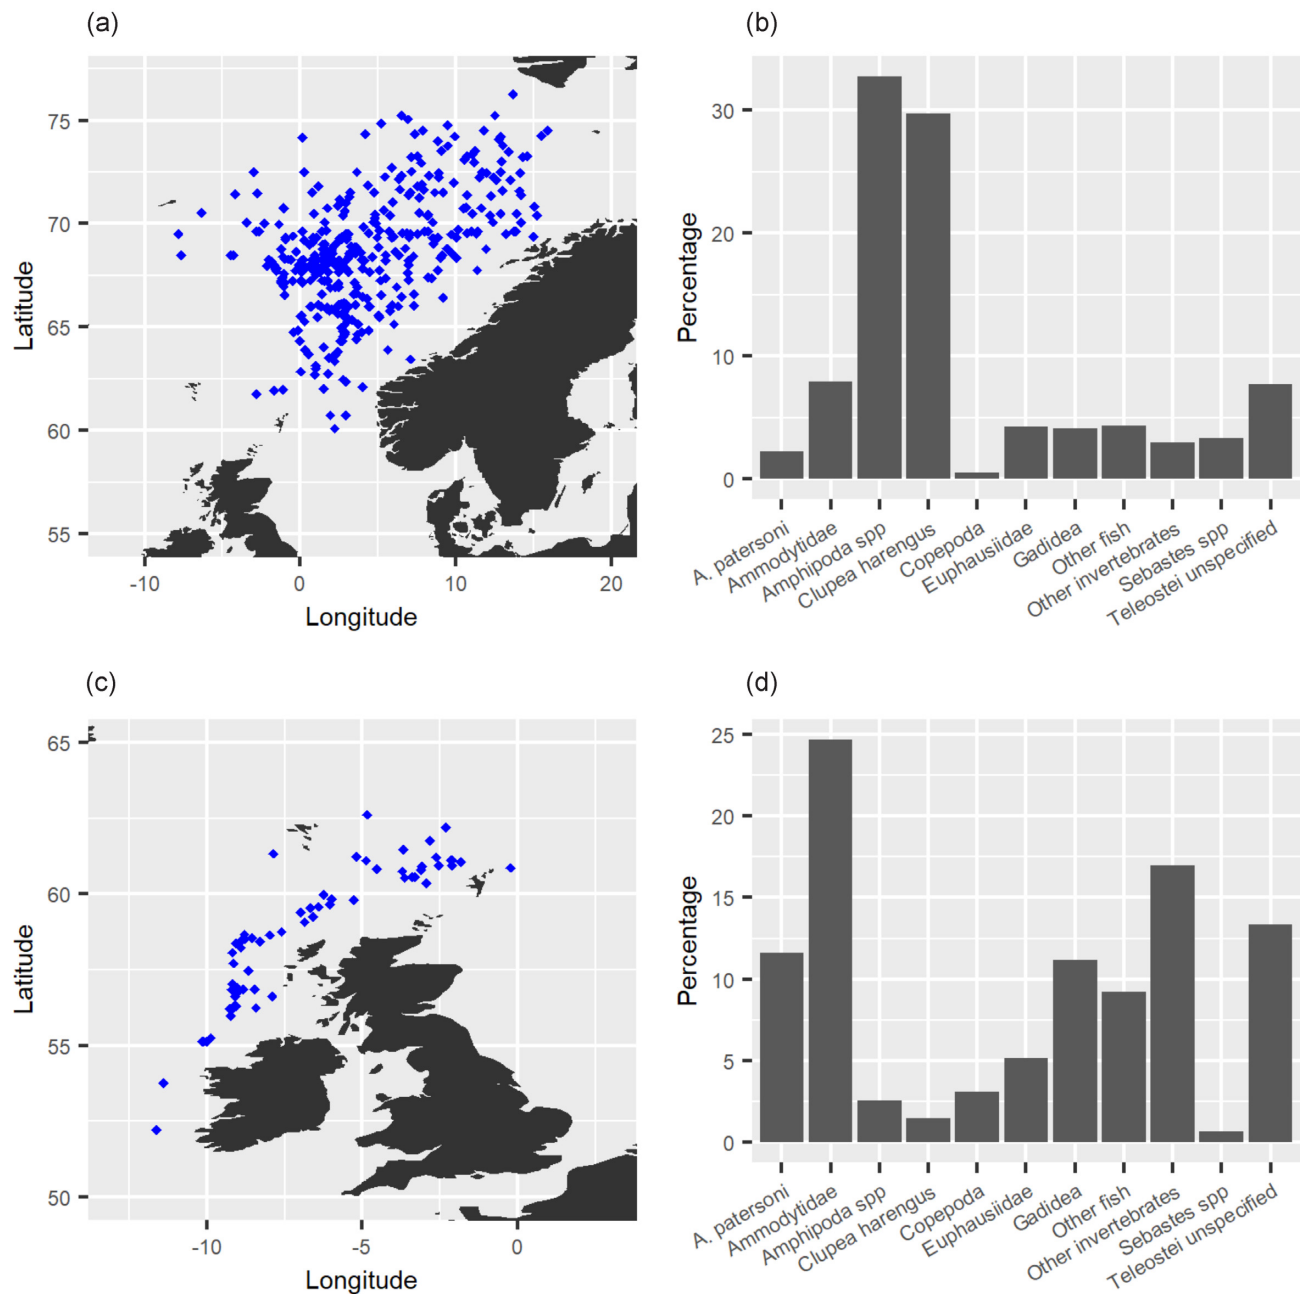 (a)
75
70
65
60
55
-10
0
10
20
Latitude
Longitude
(b)
30
20
10
0
Percentage
A. patersoni
Ammodytidae
Amphipoda spp
Clupea harengus
Copepoda
Euphausiidae
Gadidea
Other fish
Other invertebrates
Sebastes spp
Teleostei unspecified
(c)
65
60
55
50
-10
-5
0
Latitude
Longitude
(d)
25
20
15
10
5
0
Percentage
A. patersoni
Ammodytidae
Amphipoda spp
Clupea harengus
Copepoda
Euphausiidae
Gadidea
Other fish
Other invertebrates
Sebastes spp
Teleostei unspecified